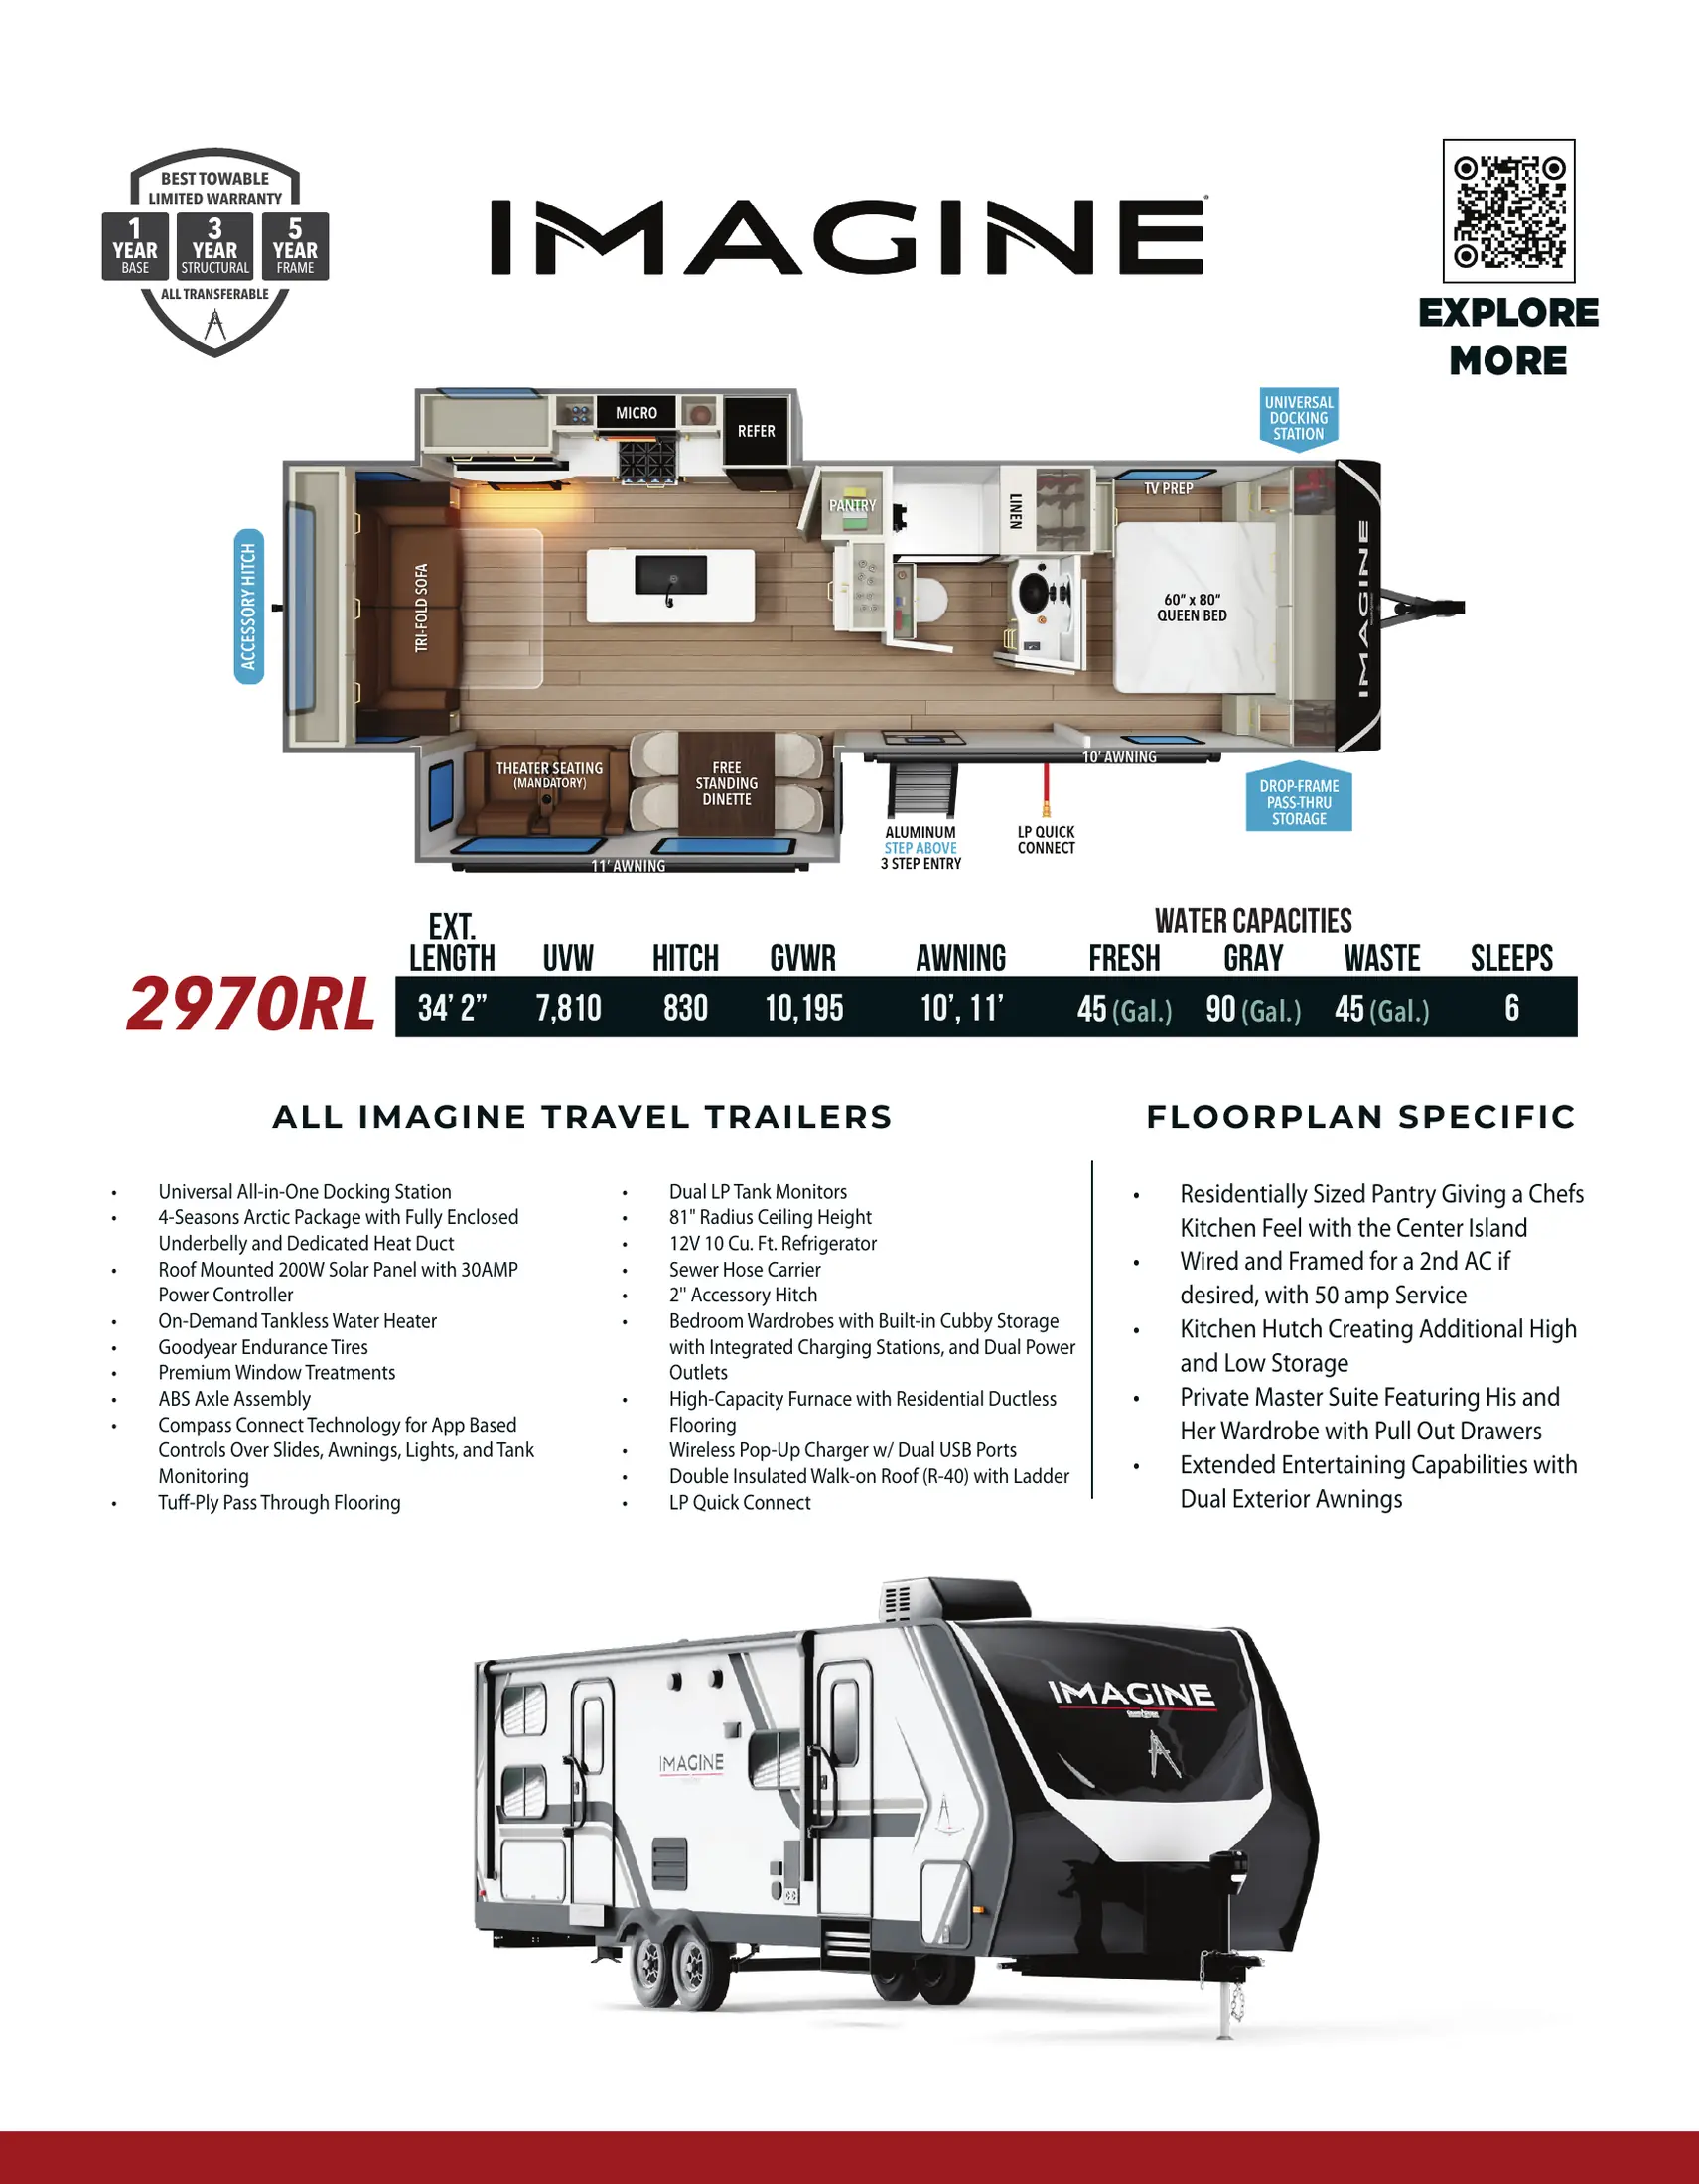 BEST TOWABLE
LIMITED WARRANTY
1 YEAR BASE
3 YEAR STRUCTURAL
5 YEAR FRAME
ALL TRANSFERABLE
IMAGINE
EXPLORE
MORE
UNIVERSAL
DOCKING
STATION
MICRO
REFER
PANTRY
LINEN
TV PREP
ACCESSORY HITCH
TRI-FOLD SOFA
60" x 80"
QUEEN BED
IMAGINE
THEATER SEATING
(MANDATORY)
FREE
STANDING
DINETTE
10' AWNING
11' AWNING
ALUMINUM
STEP ABOVE
3 STEP ENTRY
LP QUICK
CONNECT
DROP-FRAME
PASS-THRU
STORAGE
WATER CAPACITIES
EXT.
LENGTH UVW HITCH GVWR AWNING FRESH GRAY WASTE SLEEPS
2970RL 34' 2” 7,810 830 10,195 10', 11' 45 (Gal.) 90 (Gal.) 45 (Gal.) 6
ALL IMAGINE TRAVEL TRAILERS
• Universal All-in-One Docking Station
• 4-Seasons Arctic Package with Fully Enclosed
Underbelly and Dedicated Heat Duct
• Roof Mounted 200W Solar Panel with 30AMP
Power Controller
• On-Demand Tankless Water Heater
• Goodyear Endurance Tires
• Premium Window Treatments
• ABS Axle Assembly
• Compass Connect Technology for App Based
Controls Over Slides, Awnings, Lights, and Tank
Monitoring
• Tuff-Ply Pass Through Flooring
• Dual LP Tank Monitors
• 81" Radius Ceiling Height
• 12V 10 Cu. Ft. Refrigerator
• Sewer Hose Carrier
• 2" Accessory Hitch
• Bedroom Wardrobes with Built-in Cubby Storage
with Integrated Charging Stations, and Dual Power
Outlets
• High-Capacity Furnace with Residential Ductless
Flooring
• Wireless Pop-Up Charger w/ Dual USB Ports
• Double Insulated Walk-on Roof (R-40) with Ladder
• LP Quick Connect
FLOORPLAN SPECIFIC
• Residentially Sized Pantry Giving a Chefs
Kitchen Feel with the Center Island
• Wired and Framed for a 2nd AC if
desired, with 50 amp Service
• Kitchen Hutch Creating Additional High
and Low Storage
• Private Master Suite Featuring His and
Her Wardrobe with Pull Out Drawers
• Extended Entertaining Capabilities with
Dual Exterior Awnings
IMAGINE
IMAGINE